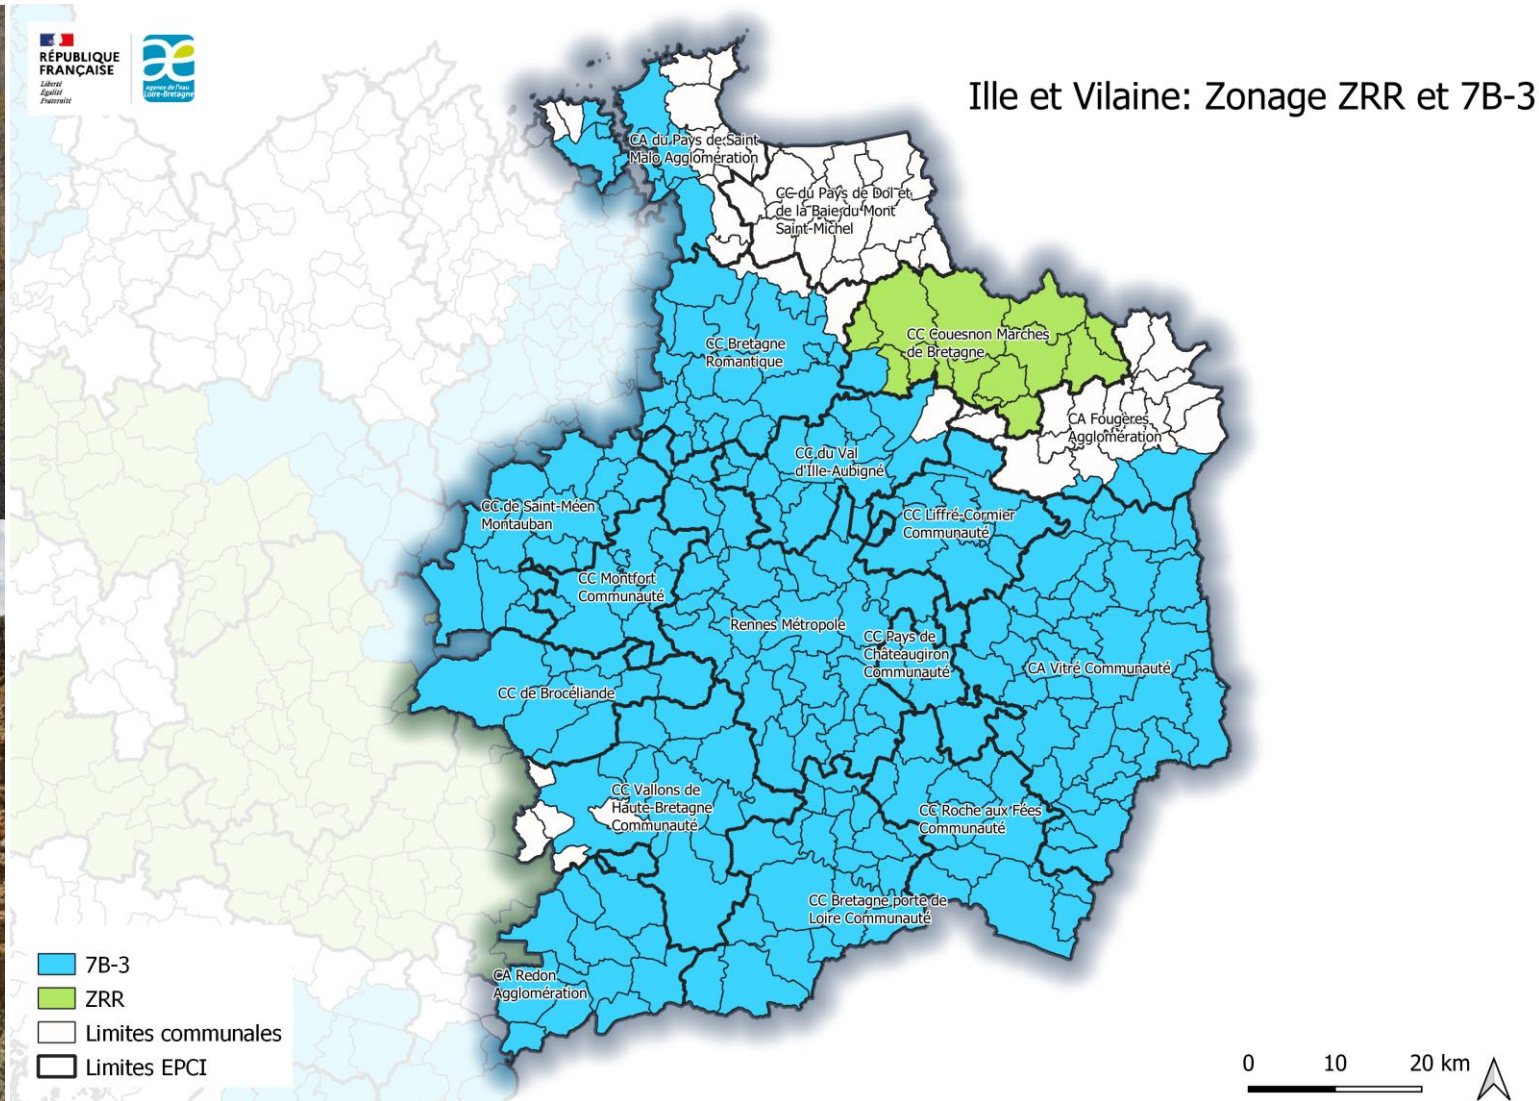 RÉPUBLIQUE
FRANÇAISE
Liberté
Égalité
Fraternité
agence de l'eau
Loire-Bretagne
Ille et Vilaine: Zonage ZRR et 7B-3
CA du Pays de Saint
Malo Agglomération
CC du Pays de Dol et
de la Baie du Mont
Saint-Michel
CC Couesnon Marches
de Bretagne
CC Bretagne
Romantique
CA Fougères
Agglomération
CC du Val
d'Ille-Aubigné
CC de Saint-Méen
Montauban
CC Liffré-Cormier
Communauté
CC Montfort
Communauté
Rennes Métropole
CC Pays de
Châteaugiron
Communauté
CA Vitré Communauté
CC de Brocéliande
CC Vallons de
Haute-Bretagne
Communauté
CC Roche aux Fées
Communauté
CC Bretagne porte de
Loire Communauté
CA Redon
Agglomération
7B-3
ZRR
Limites communales
Limites EPCI
0 10 20 km